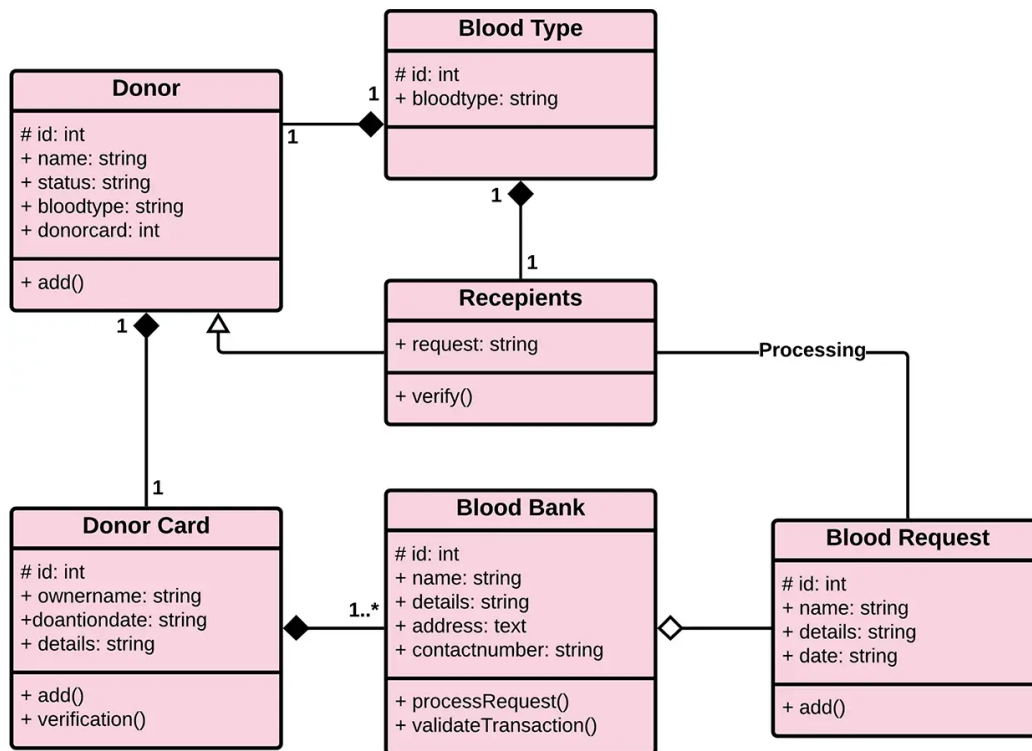 Blood Type
# id: int
+ bloodtype: string
Donor
# id: int
+ name: string
+ status: string
+ bloodtype: string
+ donorcard: int
+ add()
1
1
1
1
Recepients
+ request: string
+ verify()
Processing
1
1
Donor Card
# id: int
+ ownername: string
+doantiondate: string
+ details: string
+ add()
+ verification()
1..*
Blood Bank
# id: int
+ name: string
+ details: string
+ address: text
+ contactnumber: string
+ processRequest()
+ validateTransaction()
Blood Request
# id: int
+ name: string
+ details: string
+ date: string
+ add()